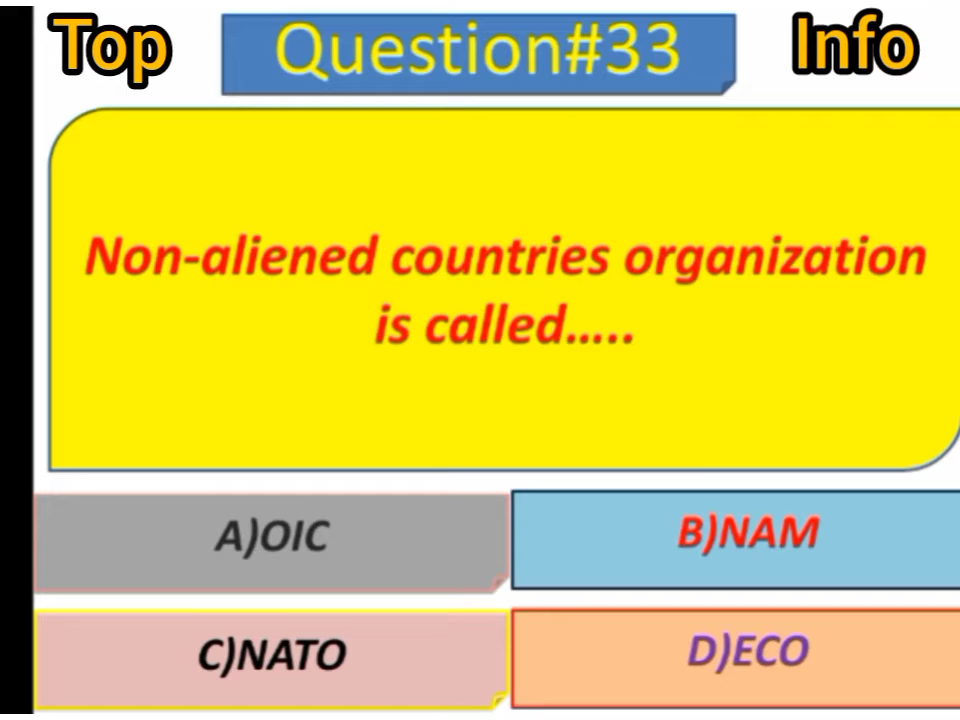 Top Question#33 Info
Non-aliened countries organization
is called.....
A)OIC
B)NAM
C)NATO
D)ECO